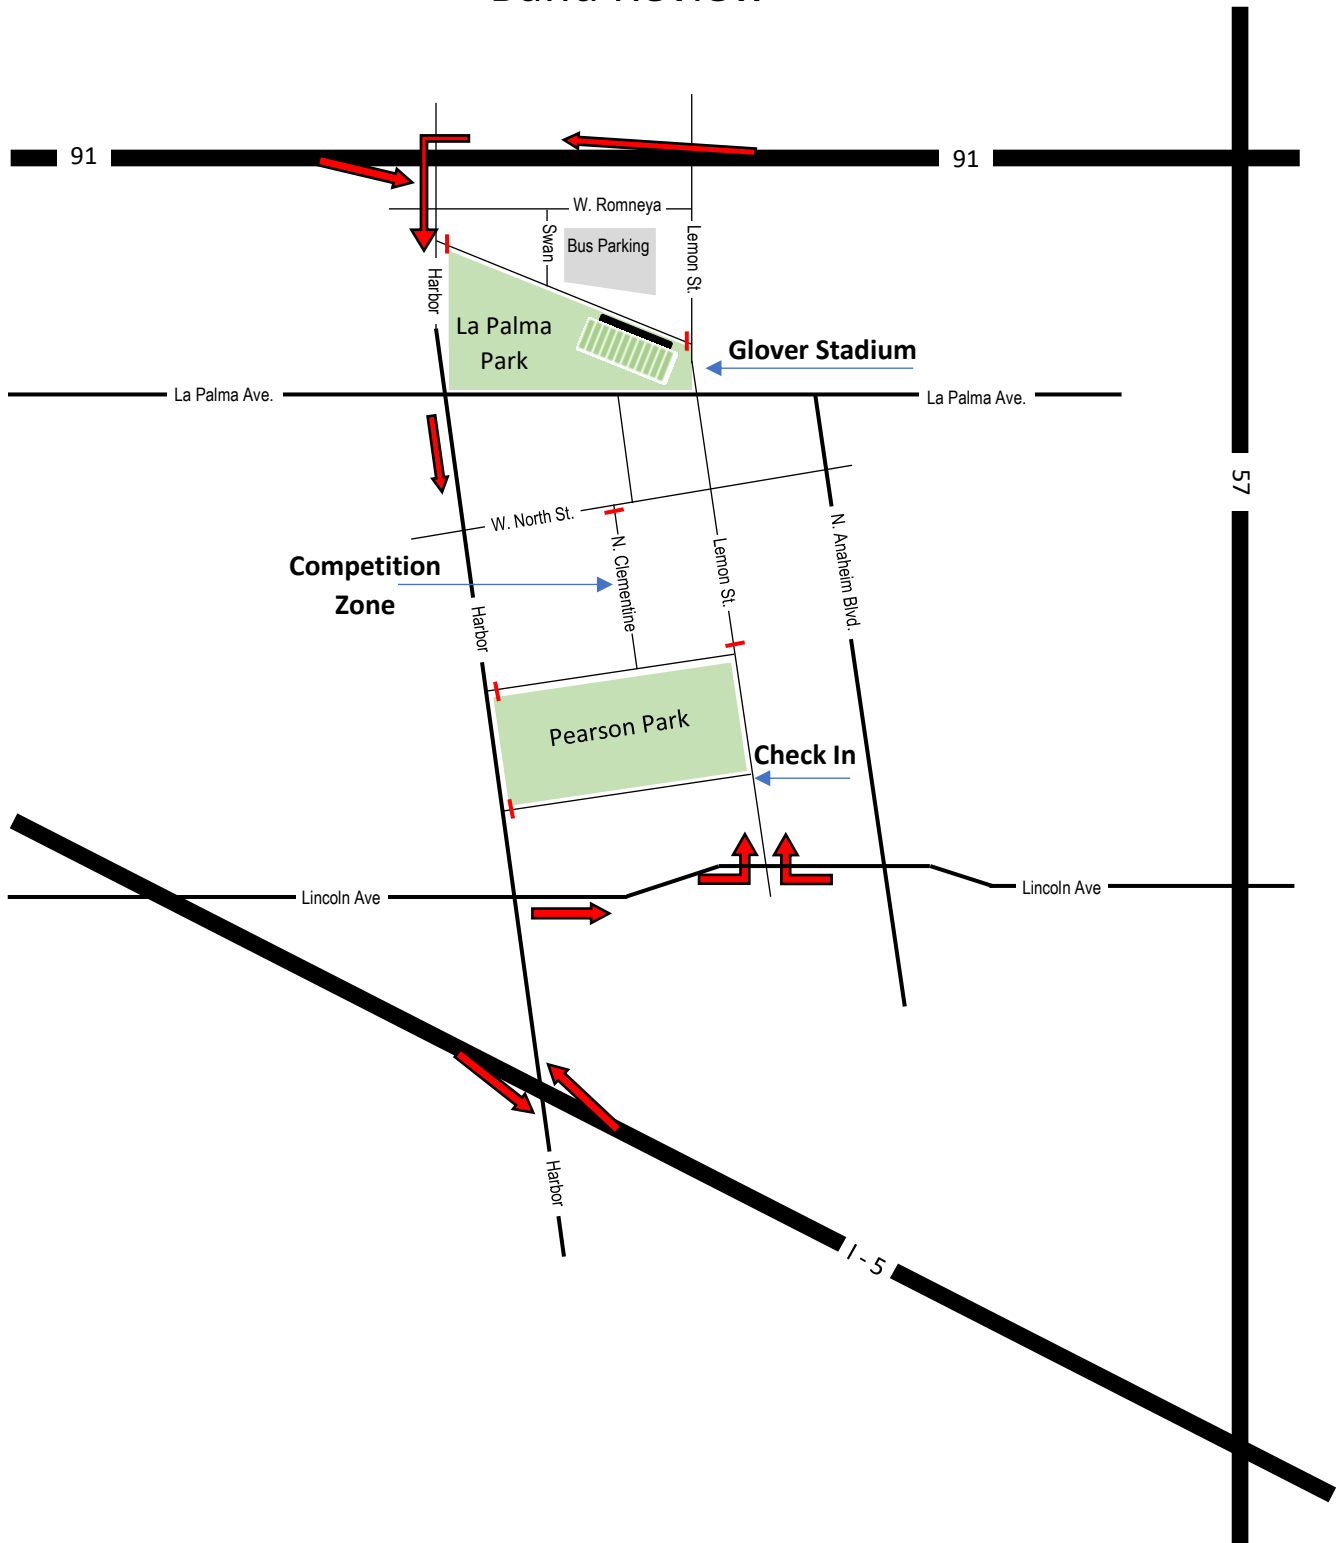 Band Review
91
91
W. Romneya
Swan
Bus Parking
Lemon St.
Harbor
La Palma
Park
Glover Stadium
La Palma Ave.
La Palma Ave.
57
W. North St.
N. Clementine
Lemon St.
N. Anaheim Blvd.
Competition
Zone
Harbor
Pearson Park
Check In
Lincoln Ave
Lincoln Ave
Harbor
I - 5